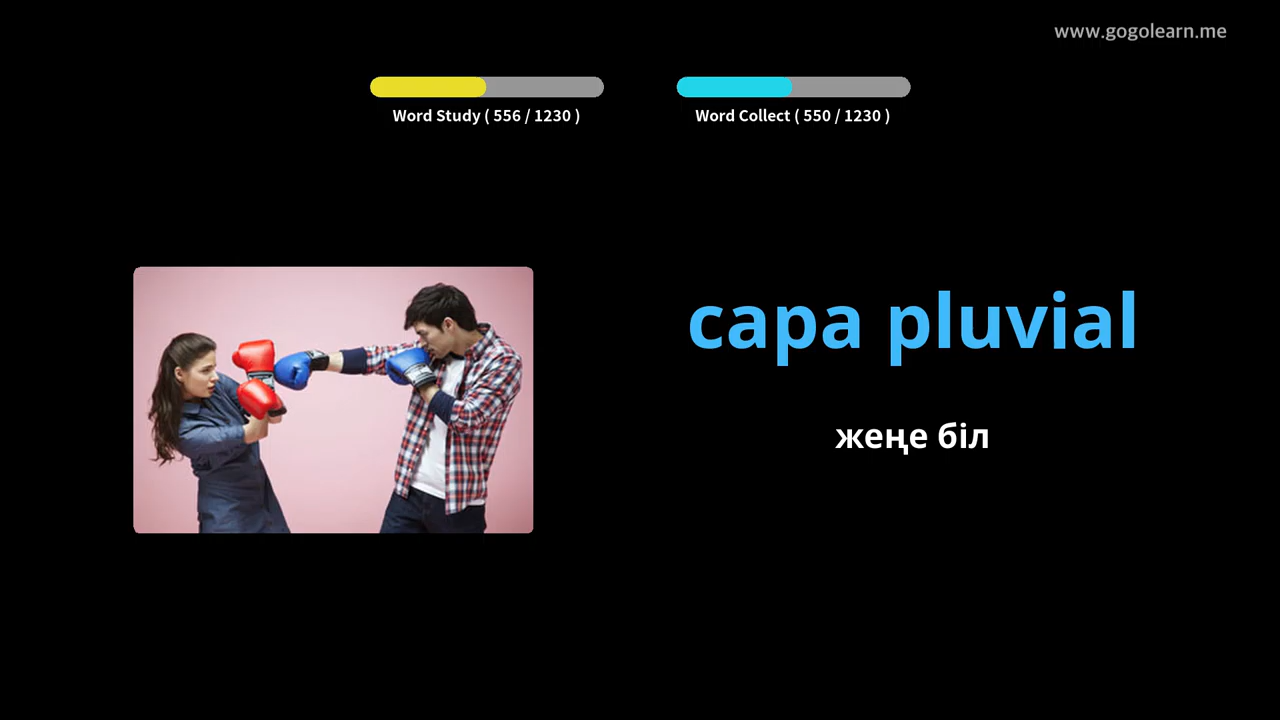 www.gogolearn.me
Word Study ( 556 / 1230 )
Word Collect ( 550 / 1230 )
capa pluvial
жеңе біл